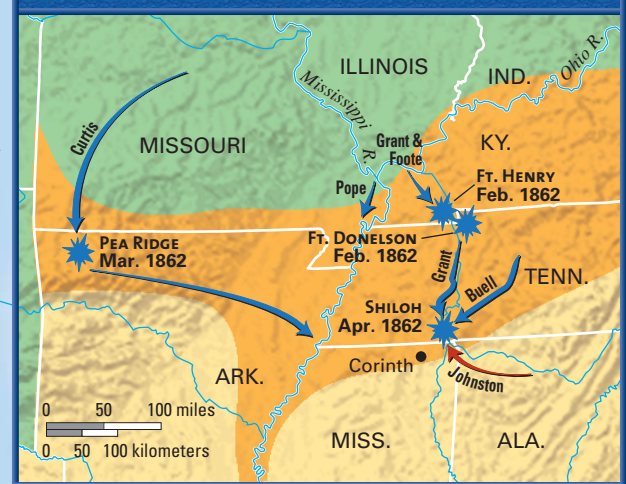 ILLINOIS
IND.
Ohio R.
Mississippi
R.
MISSOURI
Curtis
KY.
Grant &
Foote
Pope
FT. HENRY
Feb. 1862
PEA RIDGE
Mar. 1862
FT. DONELSON
Feb. 1862
Grant
Buell
TENN.
SHILOH
Apr. 1862
Corinth
Johnston
ARK.
MISS.
ALA.
0 50 100 miles
0 50 100 kilometers